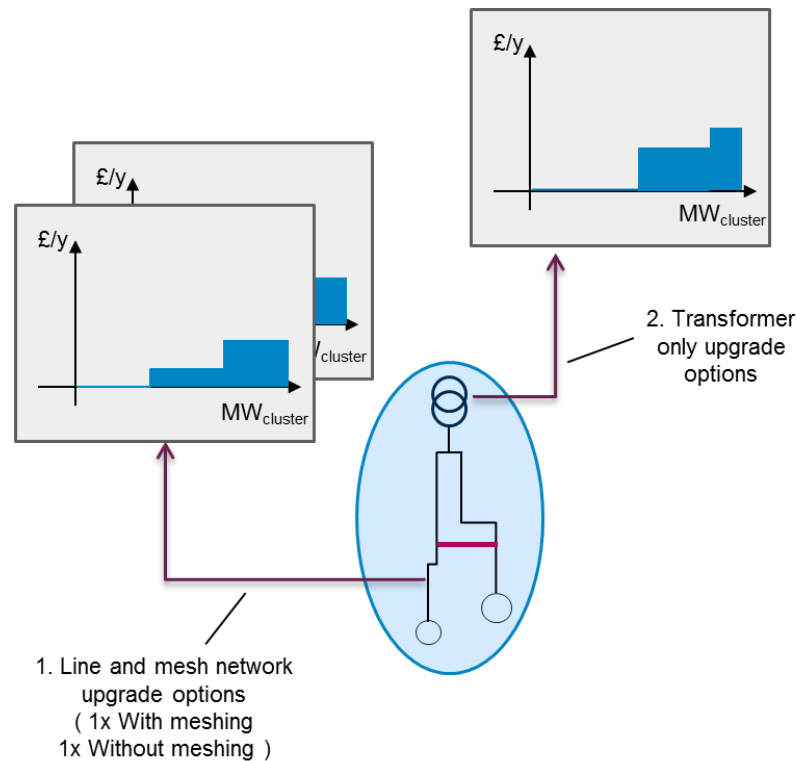 £/y
MWcluster
£/y
£/y
MWcluster
cluster
2. Transformer
only upgrade
options
1. Line and mesh network
upgrade options
( 1x With meshing
1x Without meshing )